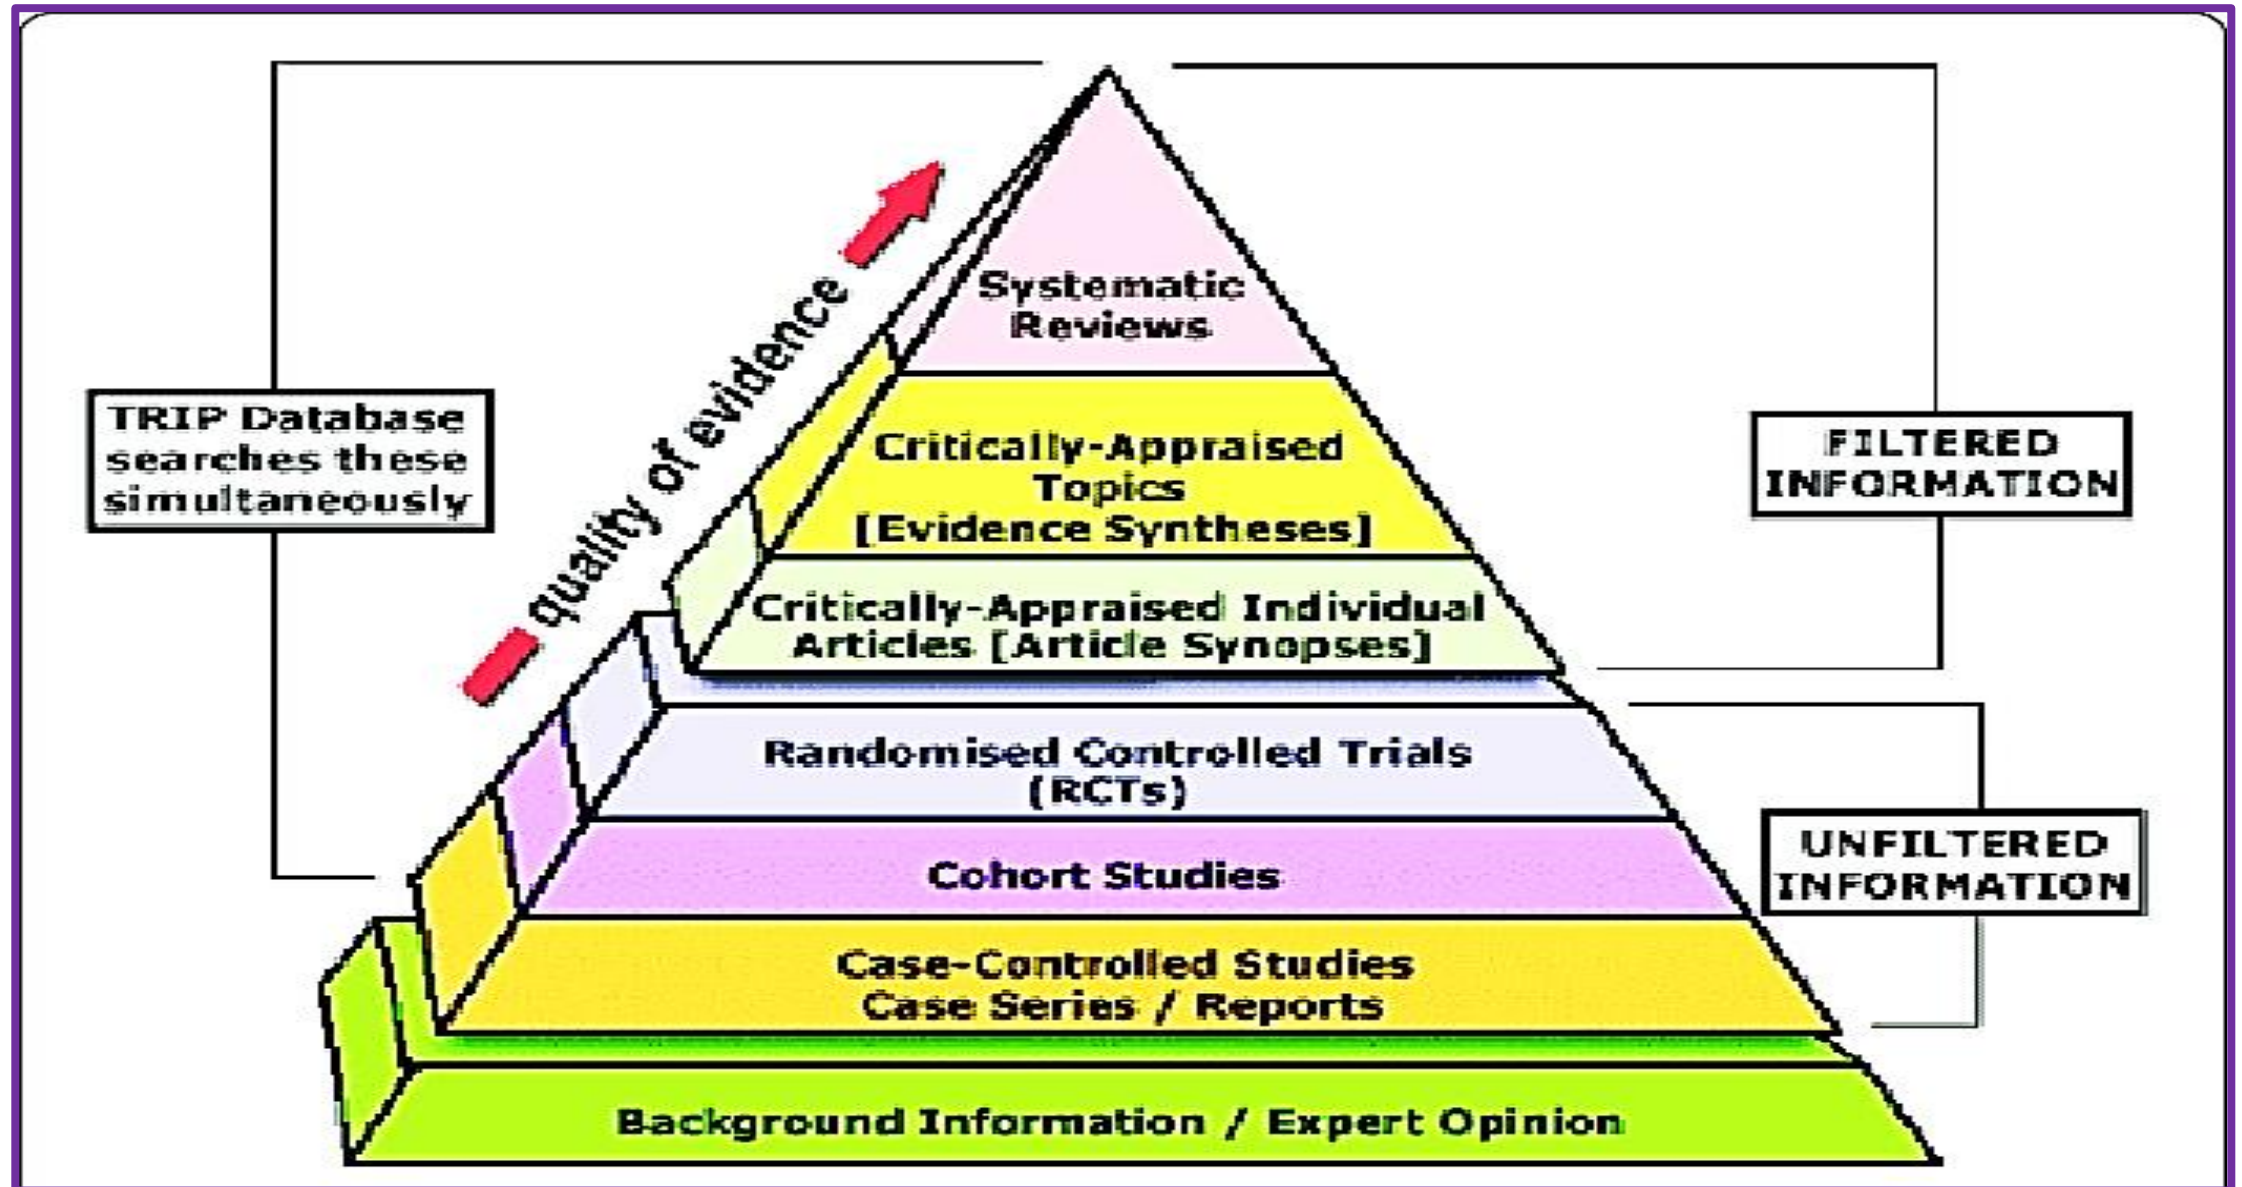 Systematic
Reviews
quality of evidence
TRIP Database
searches these
simultaneously
Critically-Appraised
Topics
[Evidence Syntheses]
FILTERED
INFORMATION
Critically-Appraised Individual
Articles [Article Synopses]
Randomised Controlled Trials
(RCTs)
Cohort Studies
UNFILTERED
INFORMATION
Case-Controlled Studies
Case Series / Reports
Background Information / Expert Opinion